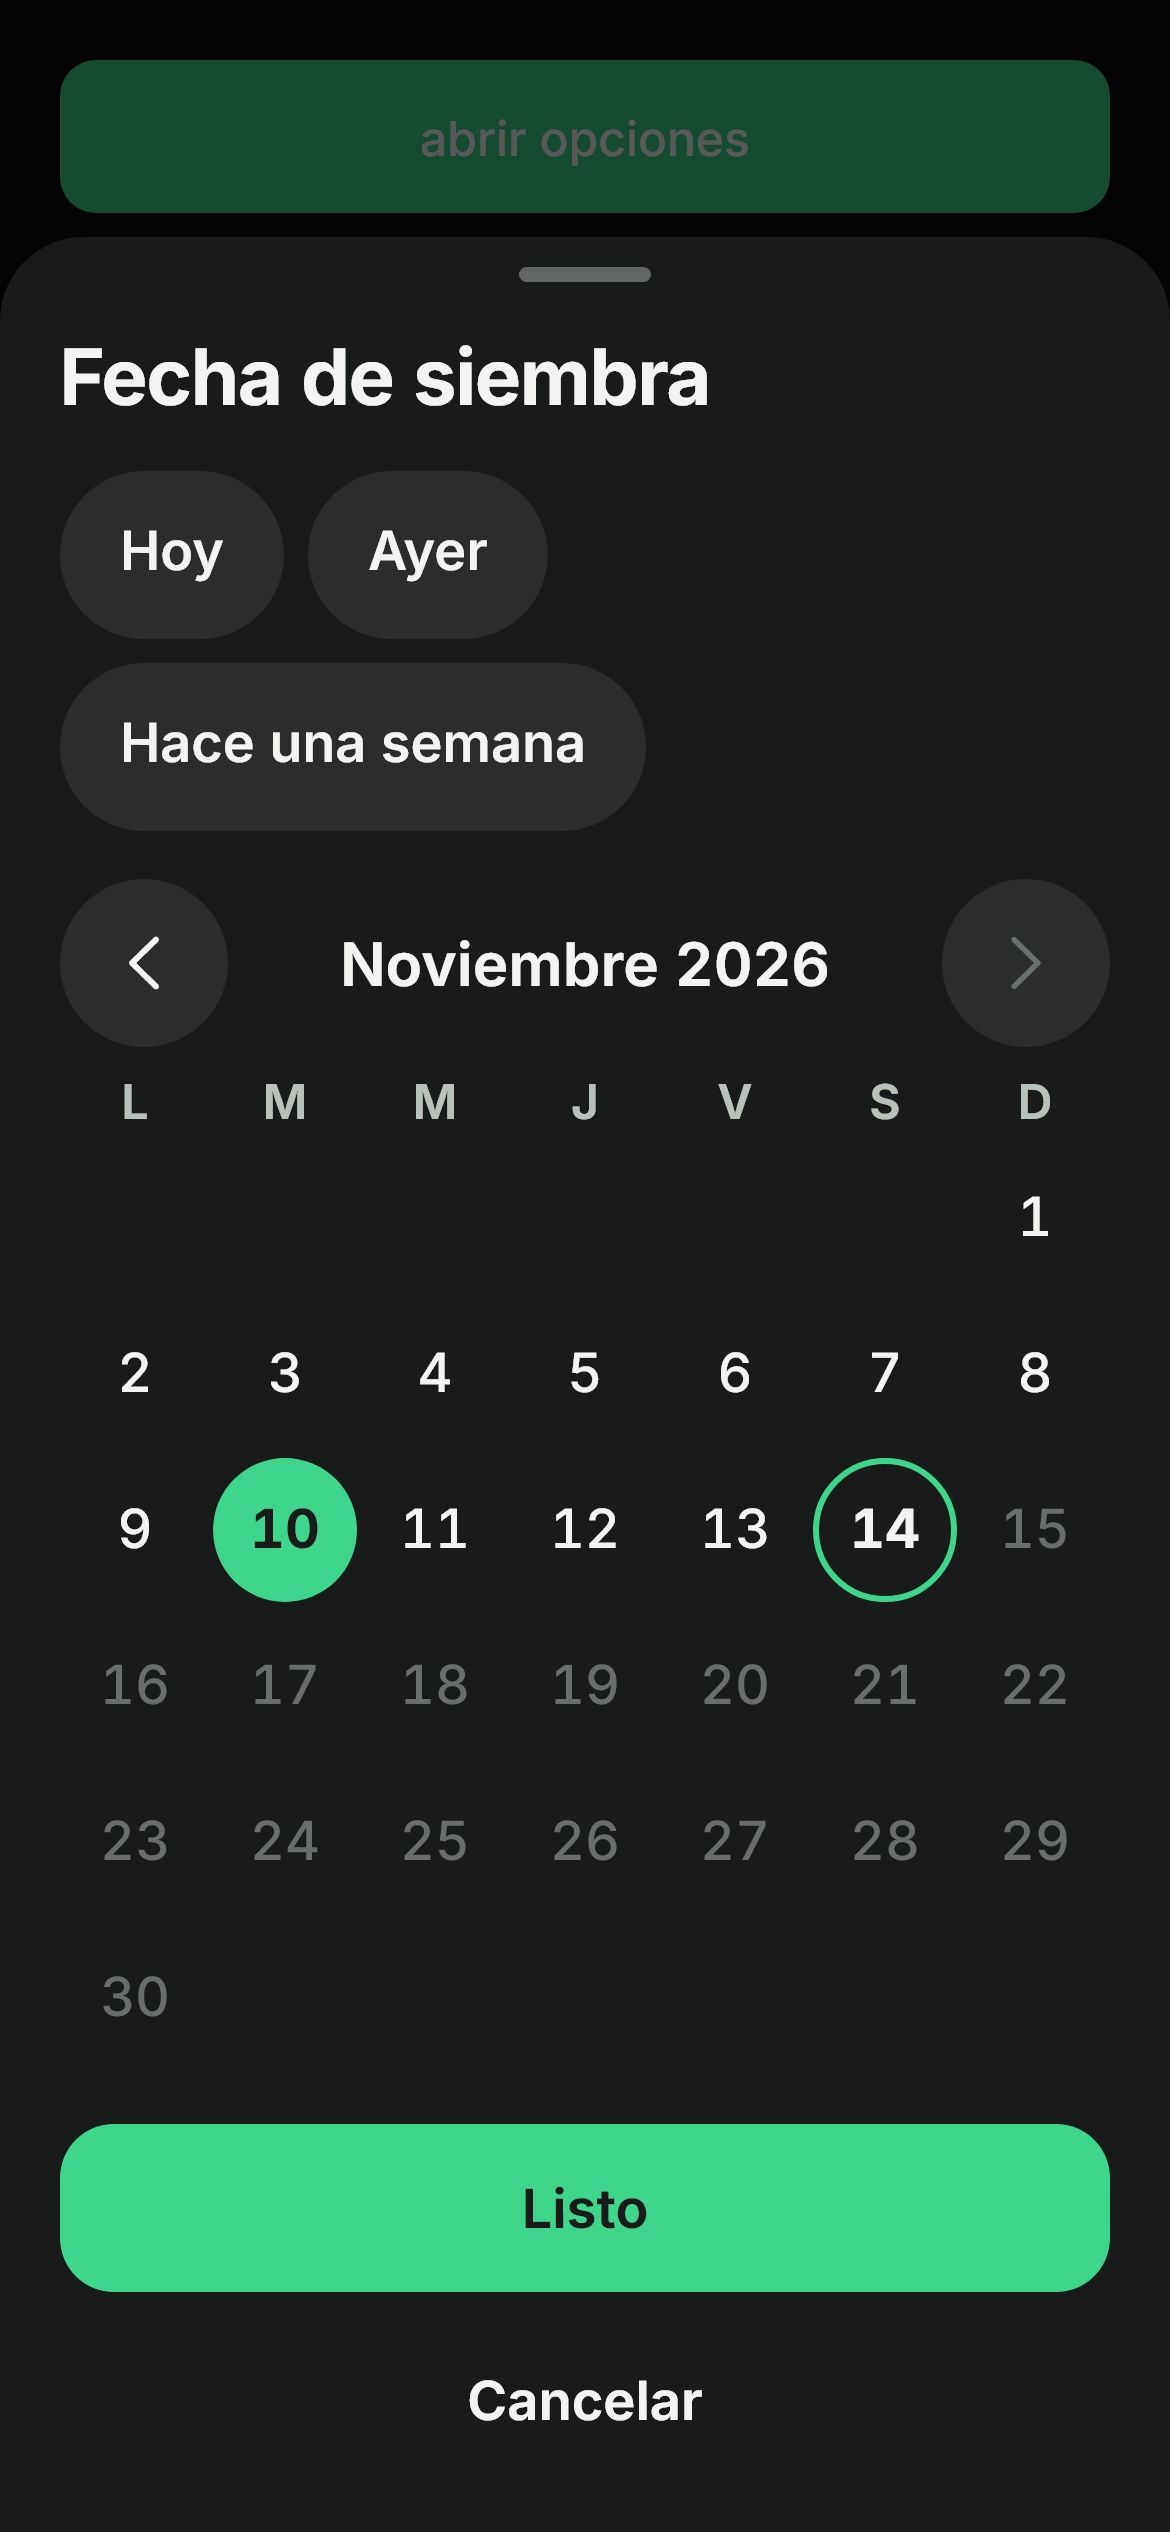 abrir opciones
Fecha de siembra
Hoy Ayer
Hace una semana
Noviembre 2026
L M M J V S D
1
2 3 4 5 6 7 8
9 10 11 12 13 14 15
16 17 18 19 20 21 22
23 24 25 26 27 28 29
30
Listo
Cancelar